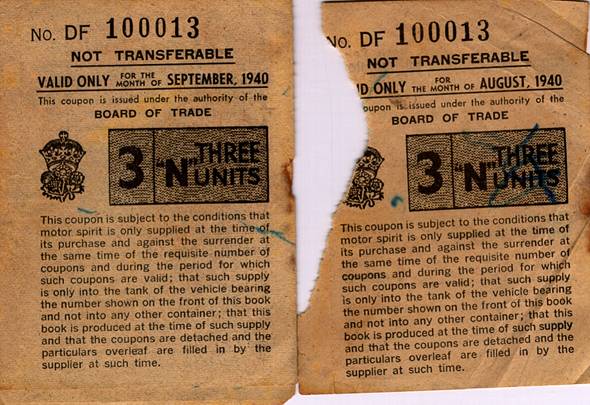 No. DF 100013
NOT TRANSFERABLE
VALID ONLY FOR THE MONTH OF SEPTEMBER, 1940
This coupon is issued under the authority of the
BOARD OF TRADE
3 "N" THREE UNITS
This coupon is subject to the conditions that
motor spirit is only supplied at the time of
its purchase and against the surrender at
the same time of the requisite number of
coupons and during the period for which
such coupons are valid; that such supply
is only into the tank of the vehicle bearing
the number shown on the front of this book
and not into any other container; that this
book is produced at the time of such supply
and that the coupons are detached and the
particulars overleaf are filled in by the
supplier at such time.
No. DF 100013
NOT TRANSFERABLE
ID ONLY FOR THE MONTH OF AUGUST, 1940
oupon is issued under the authority of the
BOARD OF TRADE
3 "N" THREE UNITS
This coupon is subject to the conditions that
motor spirit is only supplied at the time of
its purchase and against the surrender at
the same time of the requisite number of
coupons and during the period for which
such coupons are valid; that such supply
is only into the tank of the vehicle bearing
the number shown on the front of this book
and not into any other container; that this
book is produced at the time of such supply
and that the coupons are detached and the
particulars overleaf are filled in by the
supplier at such time.